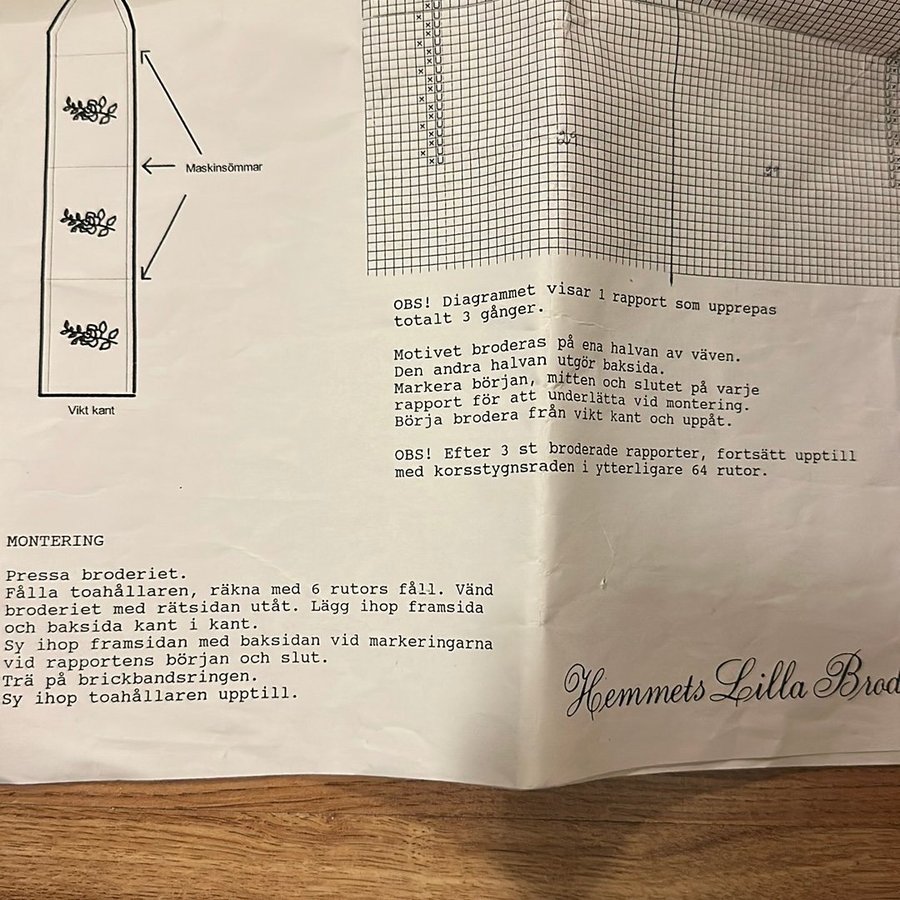 Maskinsömmar
Vikt kant
OBS! Diagrammet visar 1 rapport som upprepas
totalt 3 gånger.
Motivet broderas på ena halvan av väven.
Den andra halvan utgör baksida.
Markera början, mitten och slutet på varje
rapport för att underlätta vid montering.
Börja brodera från vikt kant och uppåt.
OBS! Efter 3 st broderade rapporter, fortsätt upptill
med korsstygnsraden i ytterligare 64 rutor.
MONTERING
Pressa broderiet.
Fålla toahållaren, räkna med 6 rutors fåll. Vänd
broderiet med rätsidan utåt. Lägg ihop framsida
och baksida kant i kant.
Sy ihop framsidan med baksidan vid markeringarna
vid rapportens början och slut.
Trä på brickbandsringen.
Sy ihop toahållaren upptill.
Hemmets Lilla Brod